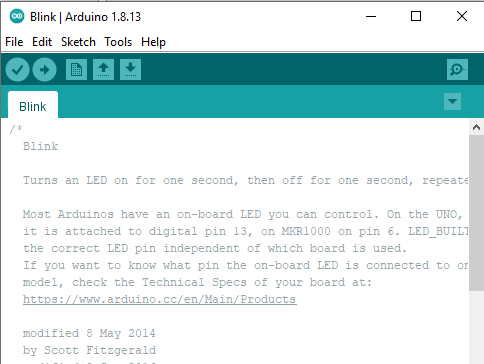 Blink | Arduino 1.8.13
File Edit Sketch Tools Help
Blink
/*
Blink
Turns an LED on for one second, then off for one second,
Most Arduinos have an on-board LED you can control. On the UNO,
it is attached to digital pin 13, on MKR1000 on pin 6.
the correct LED pin independent of which board is used.
If you want to know what pin the on-board LED is connected to
model, check the Technical Specs of your board at:
https://www.arduino.cc/en/Main/Products
modified 8 May 2014
by Scott Fitzgerald